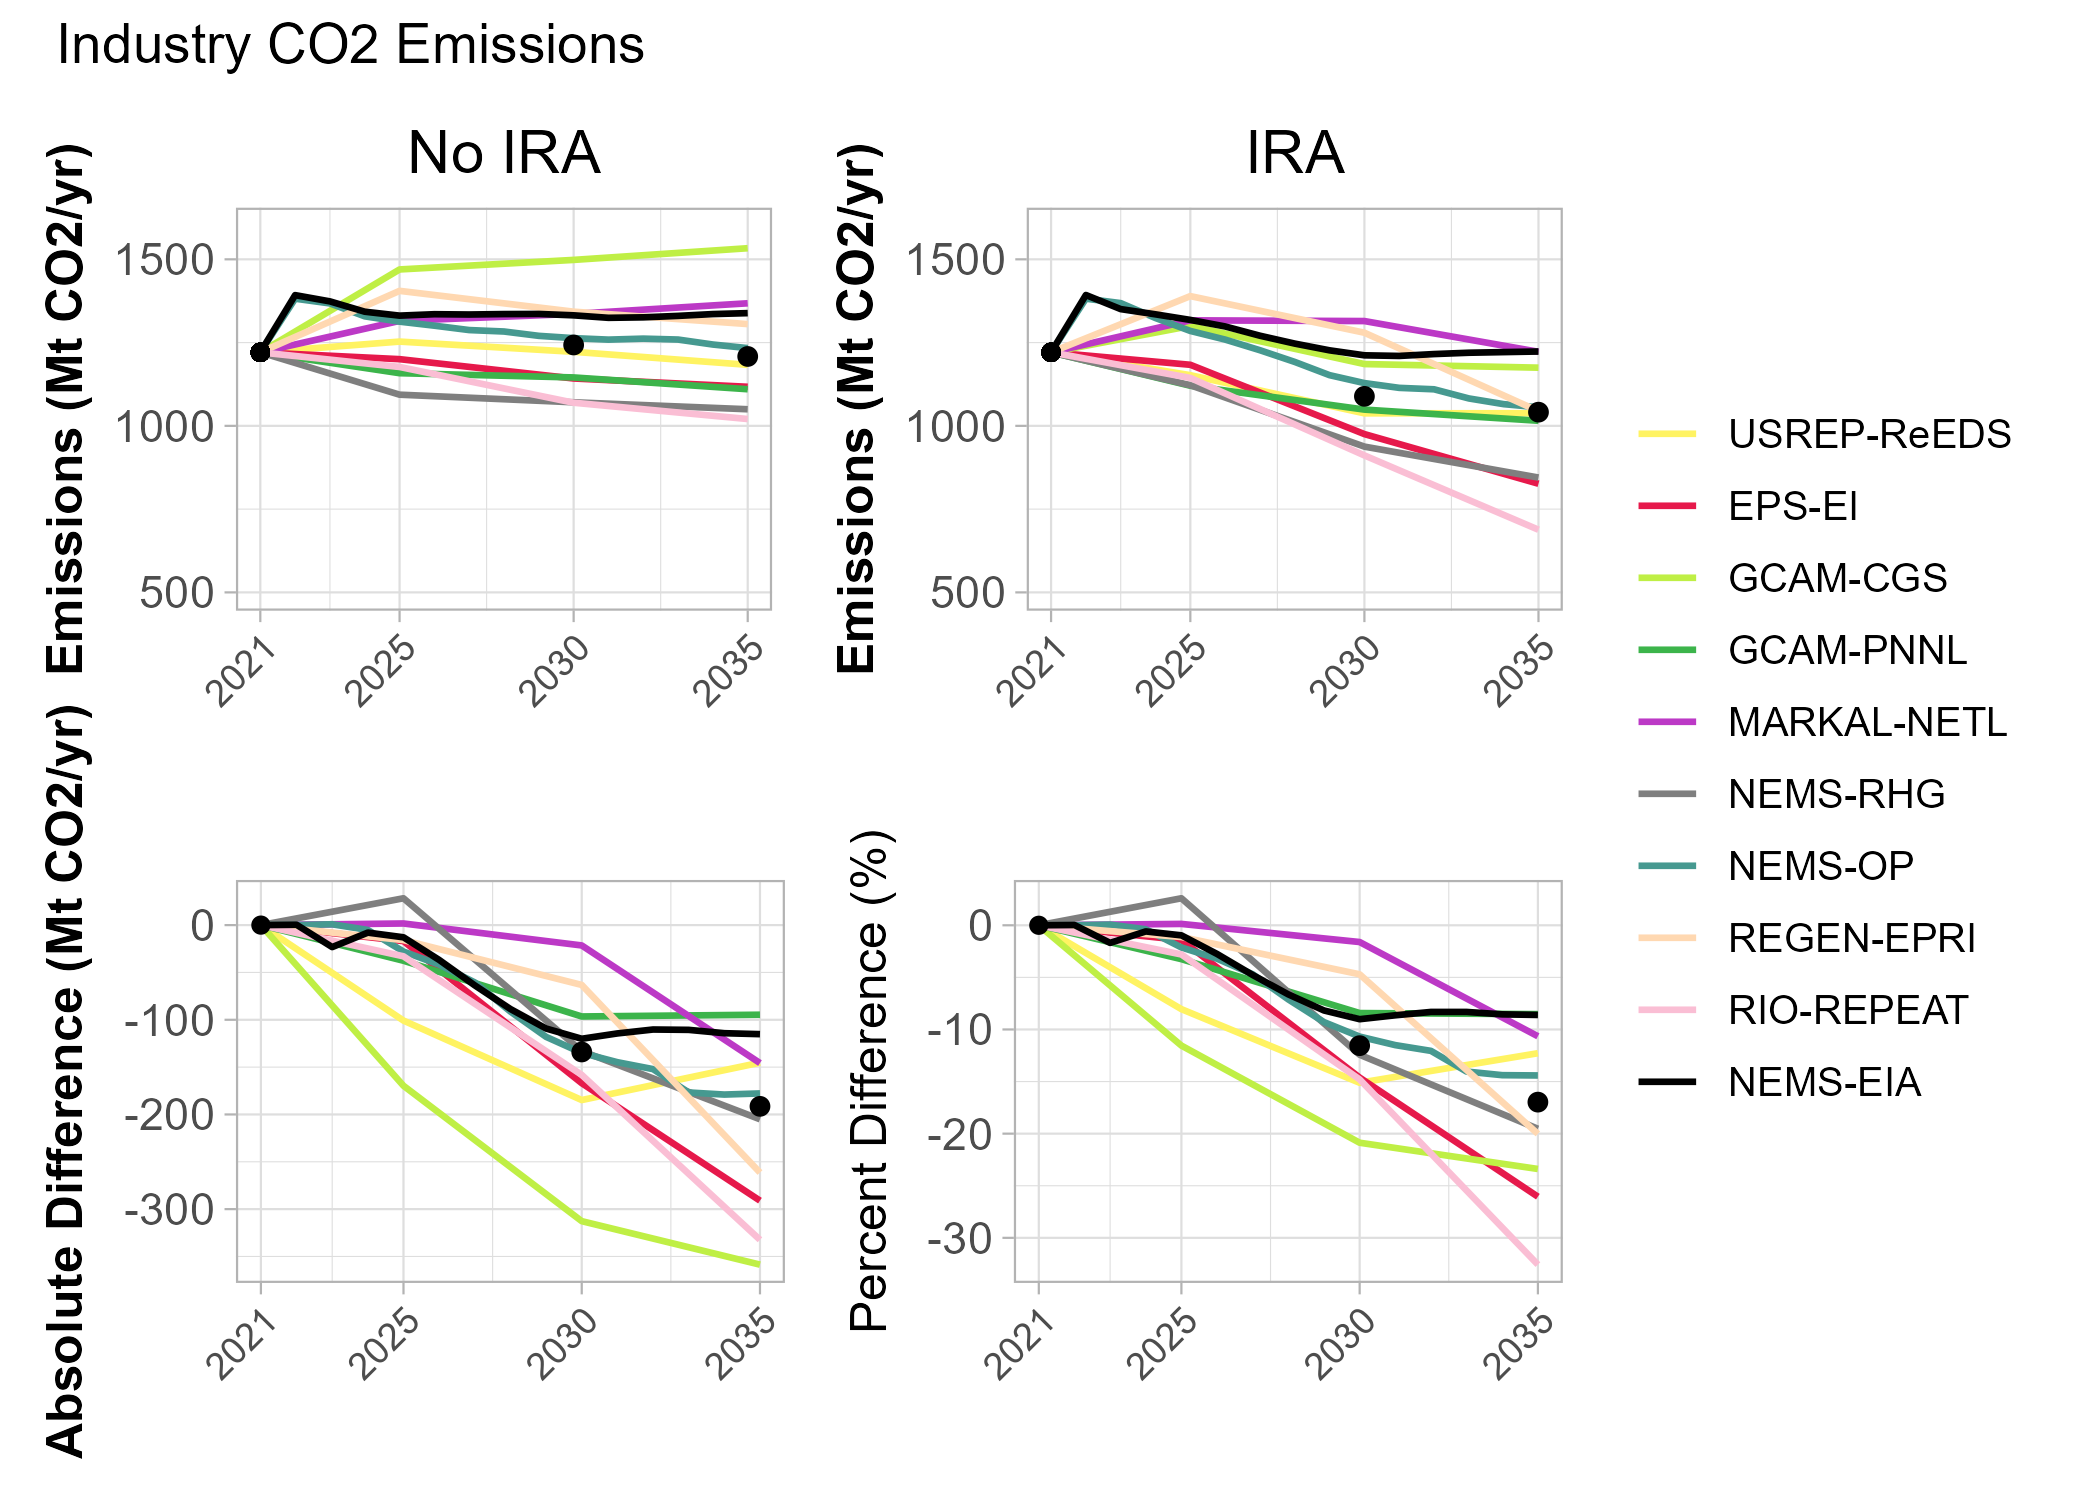 Industry CO2 Emissions
No IRA
IRA
Emissions (Mt CO2/yr)
1500
1000
500
2021
2025
2030
2035
Emissions (Mt CO2/yr)
1500
1000
500
2021
2025
2030
2035
Absolute Difference (Mt CO2/yr)
0
-100
-200
-300
2021
2025
2030
2035
Percent Difference (%)
0
-10
-20
-30
2021
2025
2030
2035
USREP-ReEDS
EPS-EI
GCAM-CGS
GCAM-PNNL
MARKAL-NETL
NEMS-RHG
NEMS-OP
REGEN-EPRI
RIO-REPEAT
NEMS-EIA